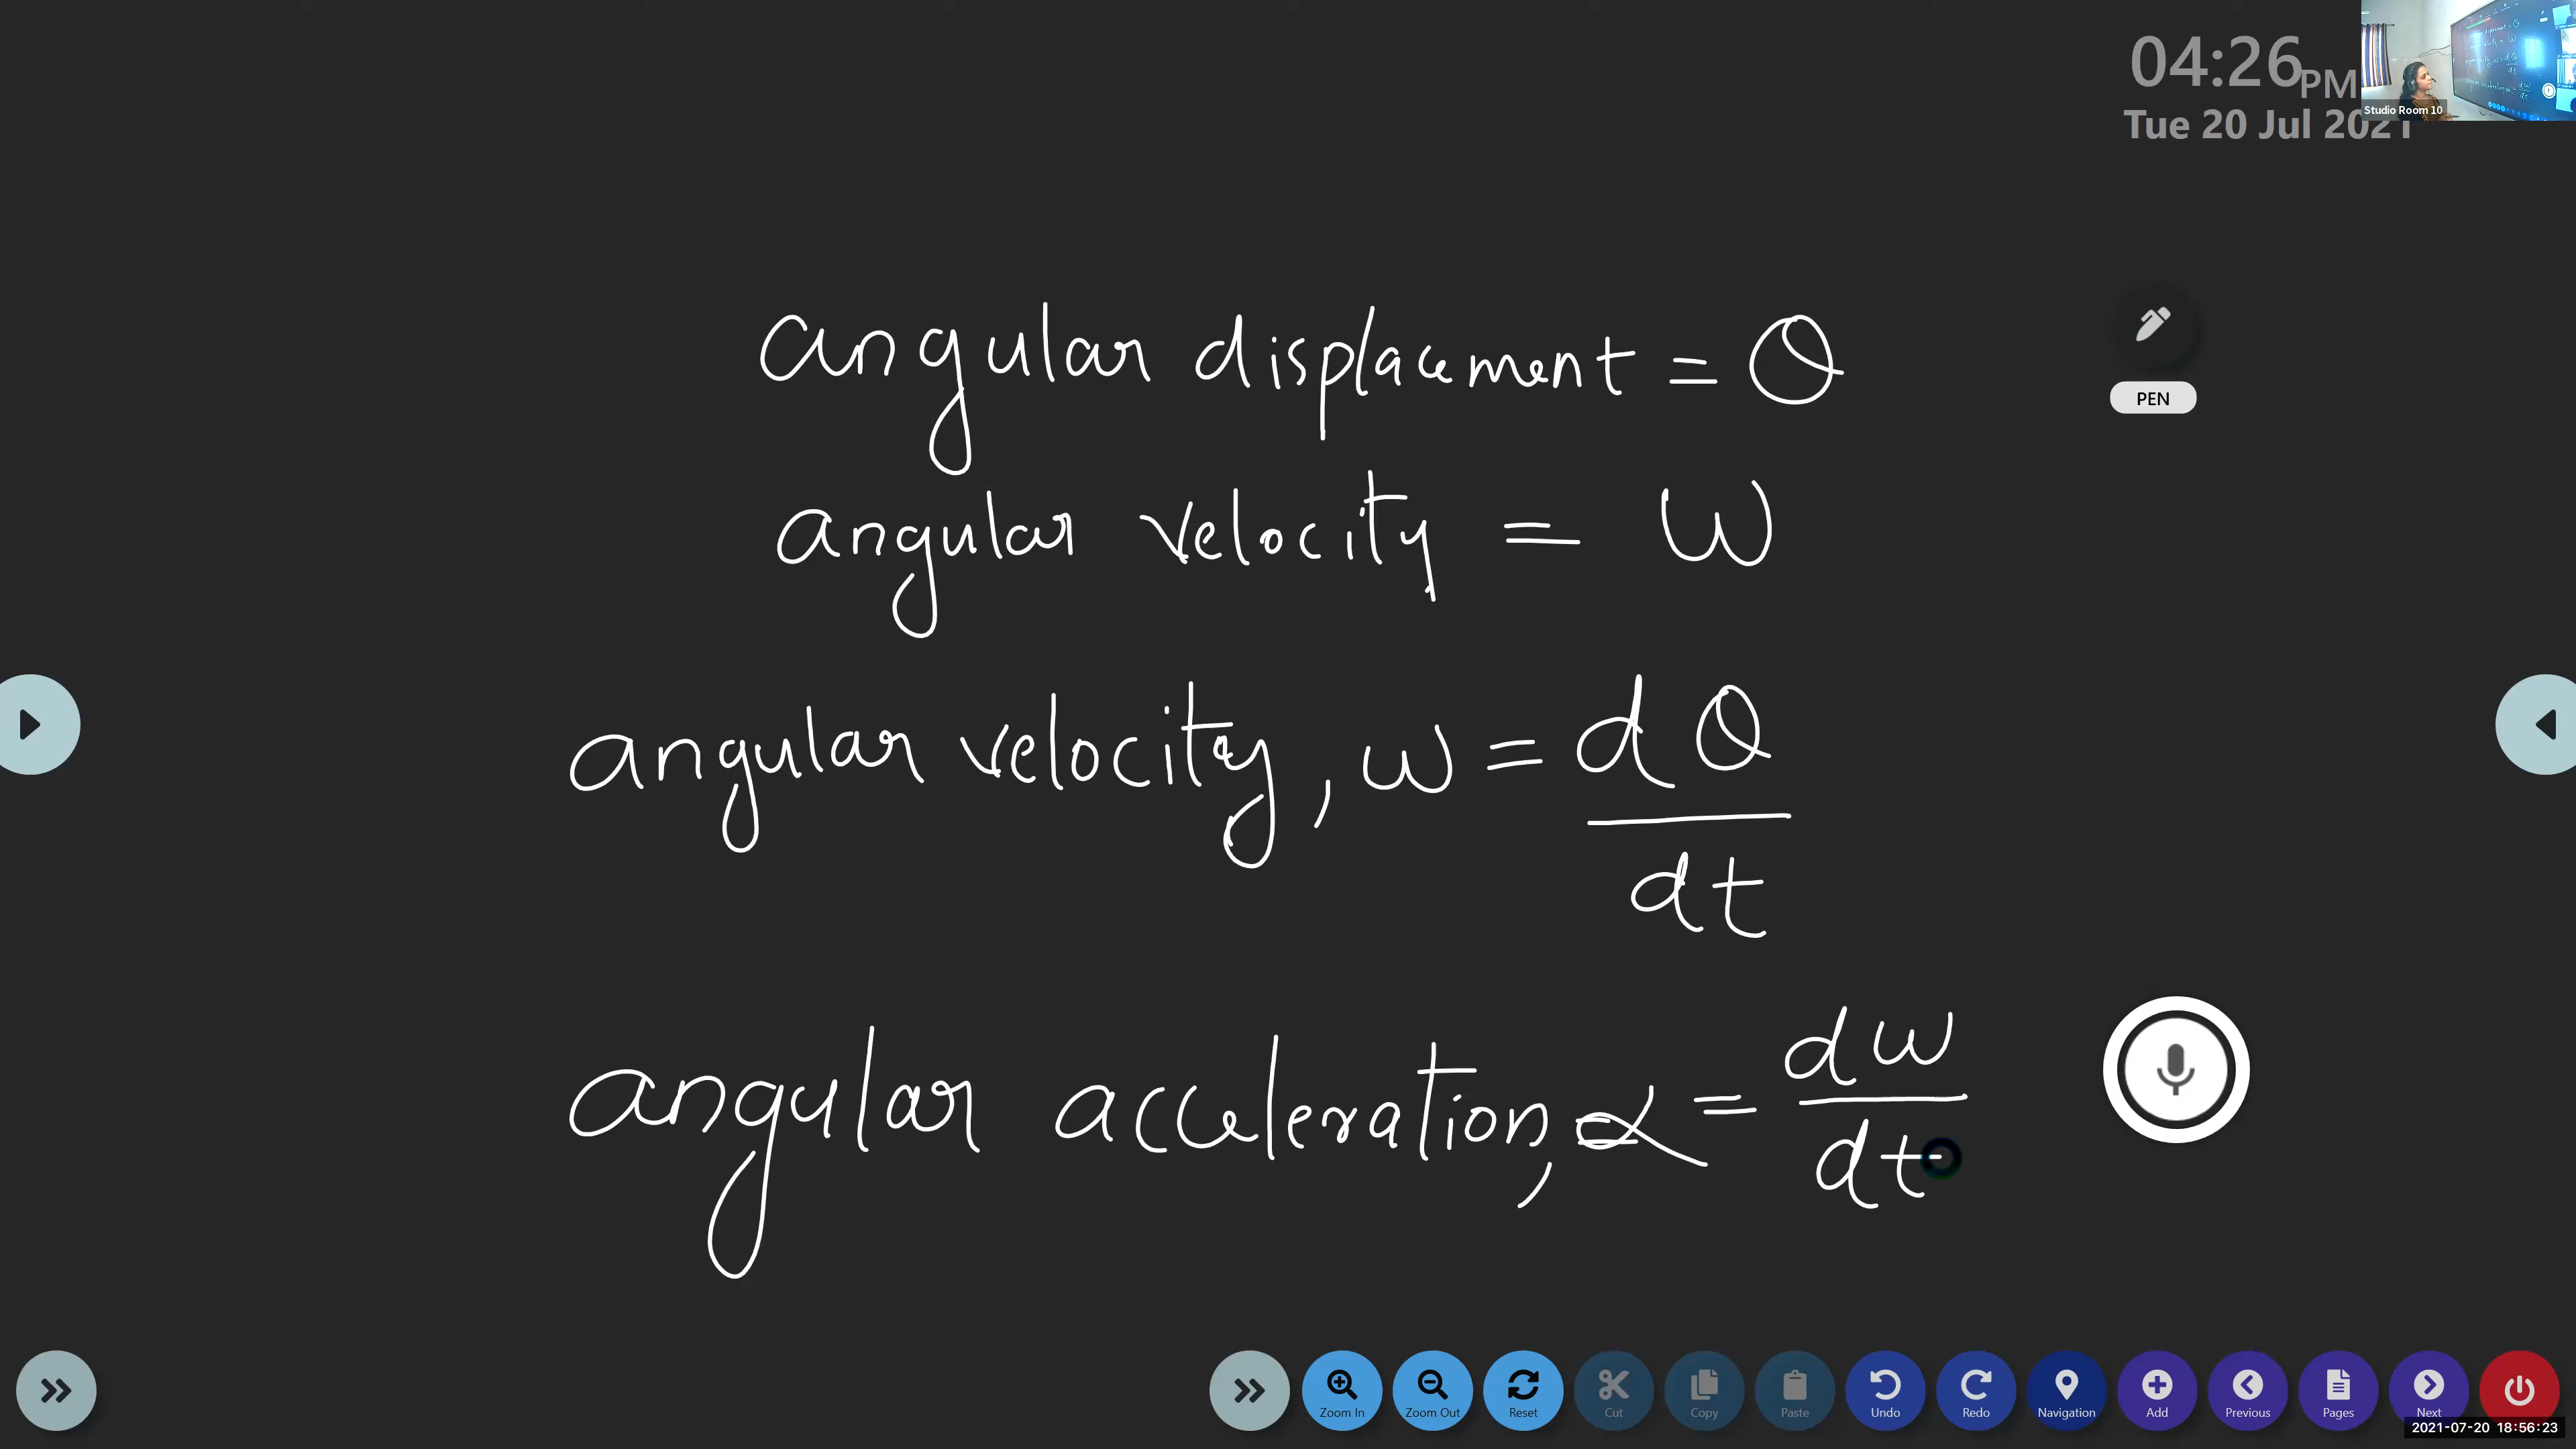 04:26 PM
Tue 20 Jul 2021
Studio Room 10
angular displacement = θ
PEN
angular velocity = ω
angular velocity, ω = dθ/dt
angular acceleration, α = dω/dt
Zoom In Zoom Out Reset Cut Copy Paste Undo Redo Navigation Add Previous Pages Next
2021-07-20 18:56:23